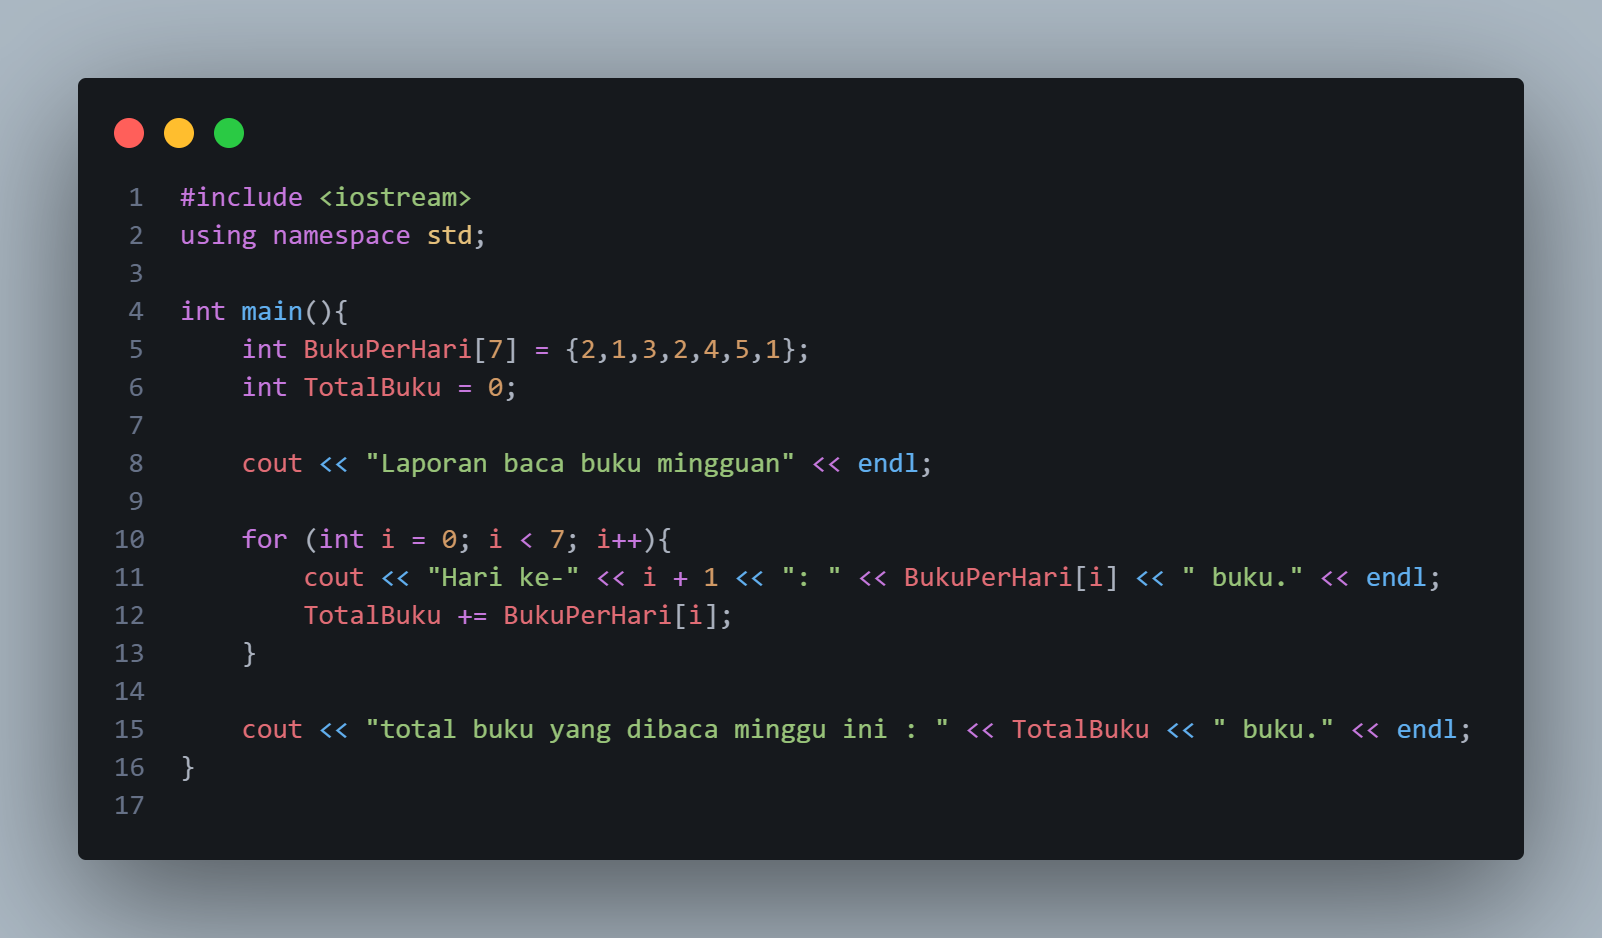 1 #include <iostream>
2 using namespace std;
3
4 int main(){
5     int BukuPerHari[7] = {2,1,3,2,4,5,1};
6     int TotalBuku = 0;
7
8     cout << "Laporan baca buku mingguan" << endl;
9
10     for (int i = 0; i < 7; i++){
11         cout << "Hari ke-" << i + 1 << ": " << BukuPerHari[i] << " buku." << endl;
12         TotalBuku += BukuPerHari[i];
13     }
14
15     cout << "total buku yang dibaca minggu ini : " << TotalBuku << " buku." << endl;
16 }
17